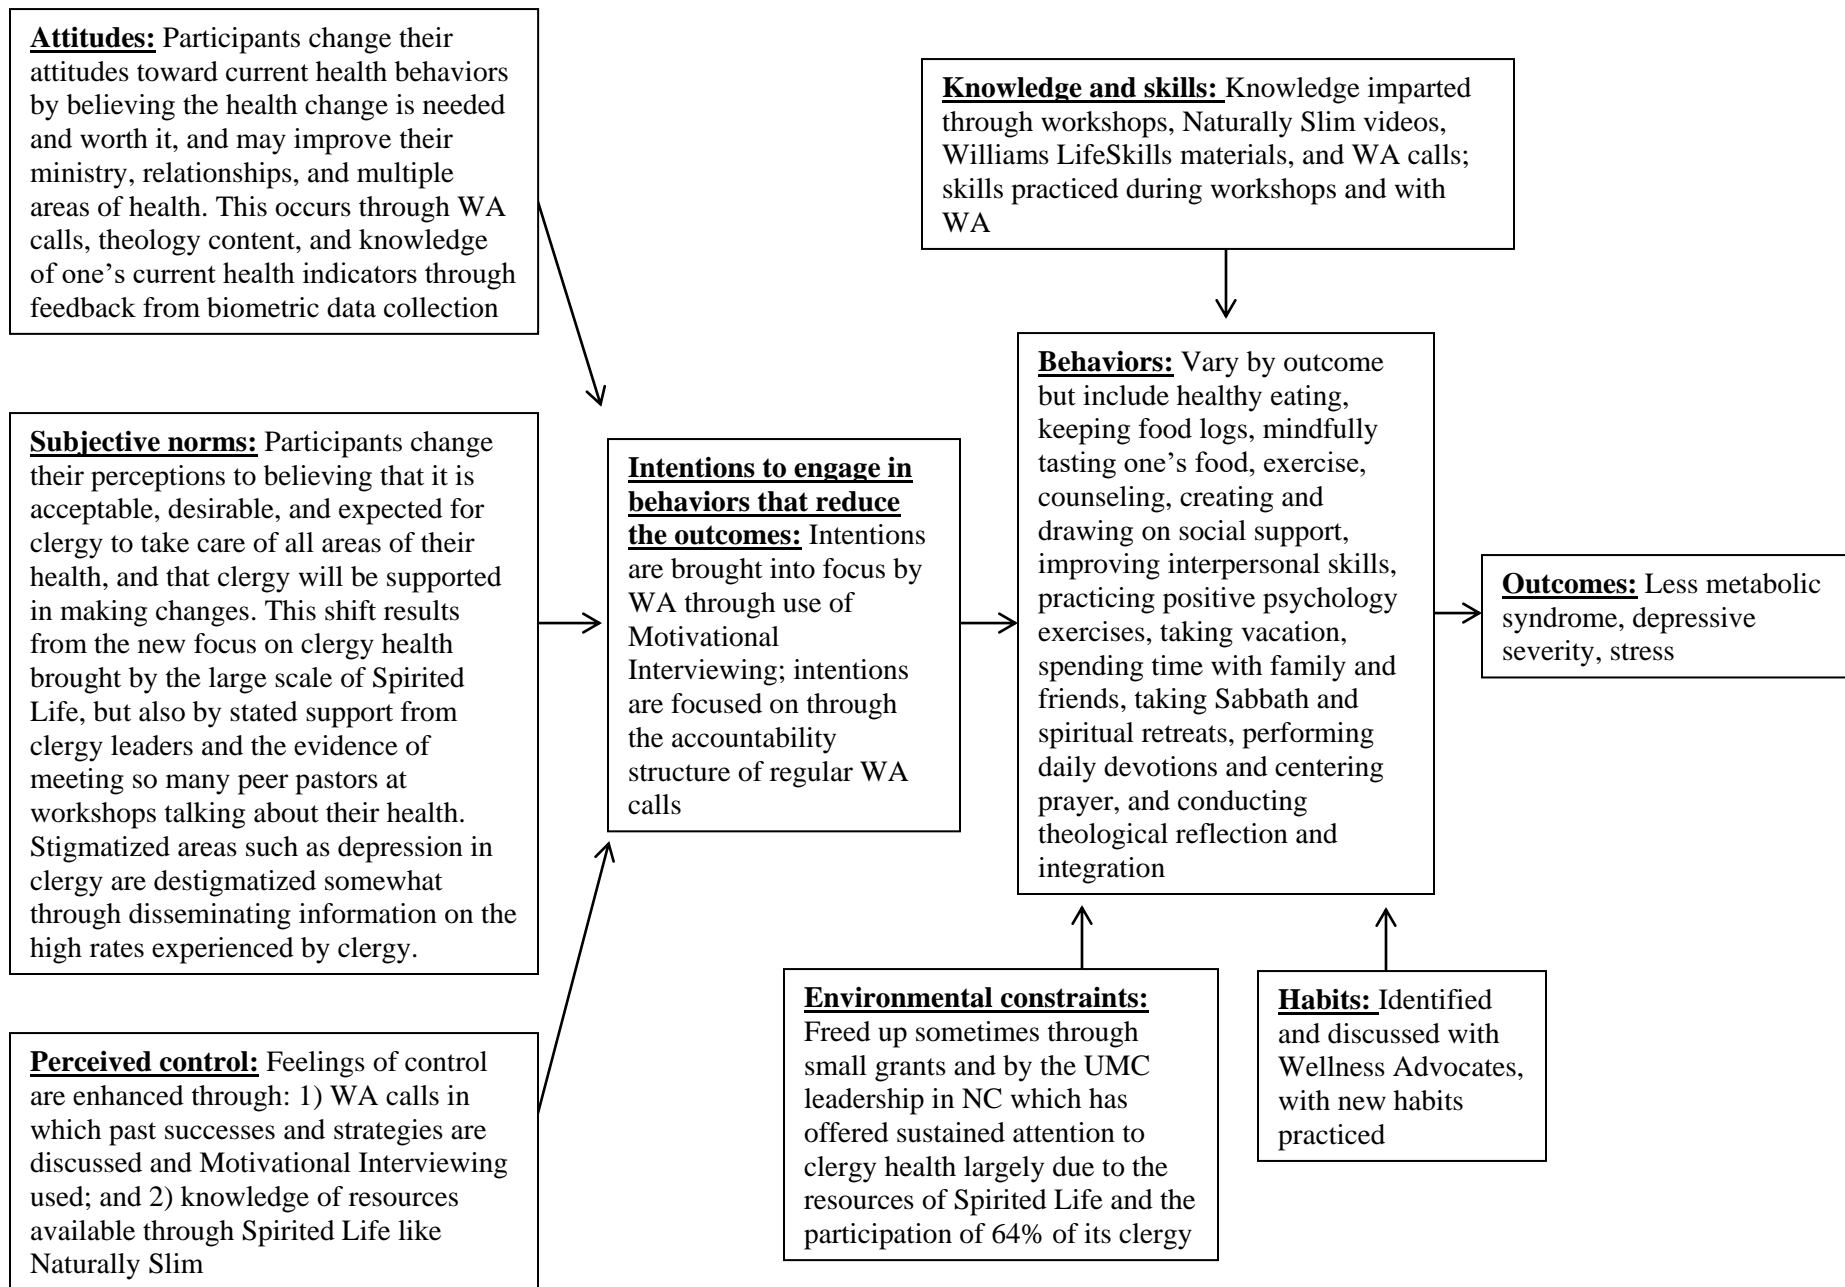 Attitudes: Participants change their
attitudes toward current health behaviors
by believing the health change is needed
and worth it, and may improve their
ministry, relationships, and multiple
areas of health. This occurs through WA
calls, theology content, and knowledge
of one’s current health indicators through
feedback from biometric data collection
Subjective norms: Participants change
their perceptions to believing that it is
acceptable, desirable, and expected for
clergy to take care of all areas of their
health, and that clergy will be supported
in making changes. This shift results
from the new focus on clergy health
brought by the large scale of Spirited
Life, but also by stated support from
clergy leaders and the evidence of
meeting so many peer pastors at
workshops talking about their health.
Stigmatized areas such as depression in
clergy are destigmatized somewhat
through disseminating information on the
high rates experienced by clergy.
Perceived control: Feelings of control
are enhanced through: 1) WA calls in
which past successes and strategies are
discussed and Motivational Interviewing
used; and 2) knowledge of resources
available through Spirited Life like
Naturally Slim
Intentions to engage in
behaviors that reduce
the outcomes: Intentions
are brought into focus by
WA through use of
Motivational
Interviewing; intentions
are focused on through
the accountability
structure of regular WA
calls
Knowledge and skills: Knowledge imparted
through workshops, Naturally Slim videos,
Williams LifeSkills materials, and WA calls;
skills practiced during workshops and with
WA
Behaviors: Vary by outcome
but include healthy eating,
keeping food logs, mindfully
tasting one’s food, exercise,
counseling, creating and
drawing on social support,
improving interpersonal skills,
practicing positive psychology
exercises, taking vacation,
spending time with family and
friends, taking Sabbath and
spiritual retreats, performing
daily devotions and centering
prayer, and conducting
theological reflection and
integration
Environmental constraints:
Freed up sometimes through
small grants and by the UMC
leadership in NC which has
offered sustained attention to
clergy health largely due to the
resources of Spirited Life and the
participation of 64% of its clergy
Habits: Identified
and discussed with
Wellness Advocates,
with new habits
practiced
Outcomes: Less metabolic
syndrome, depressive
severity, stress